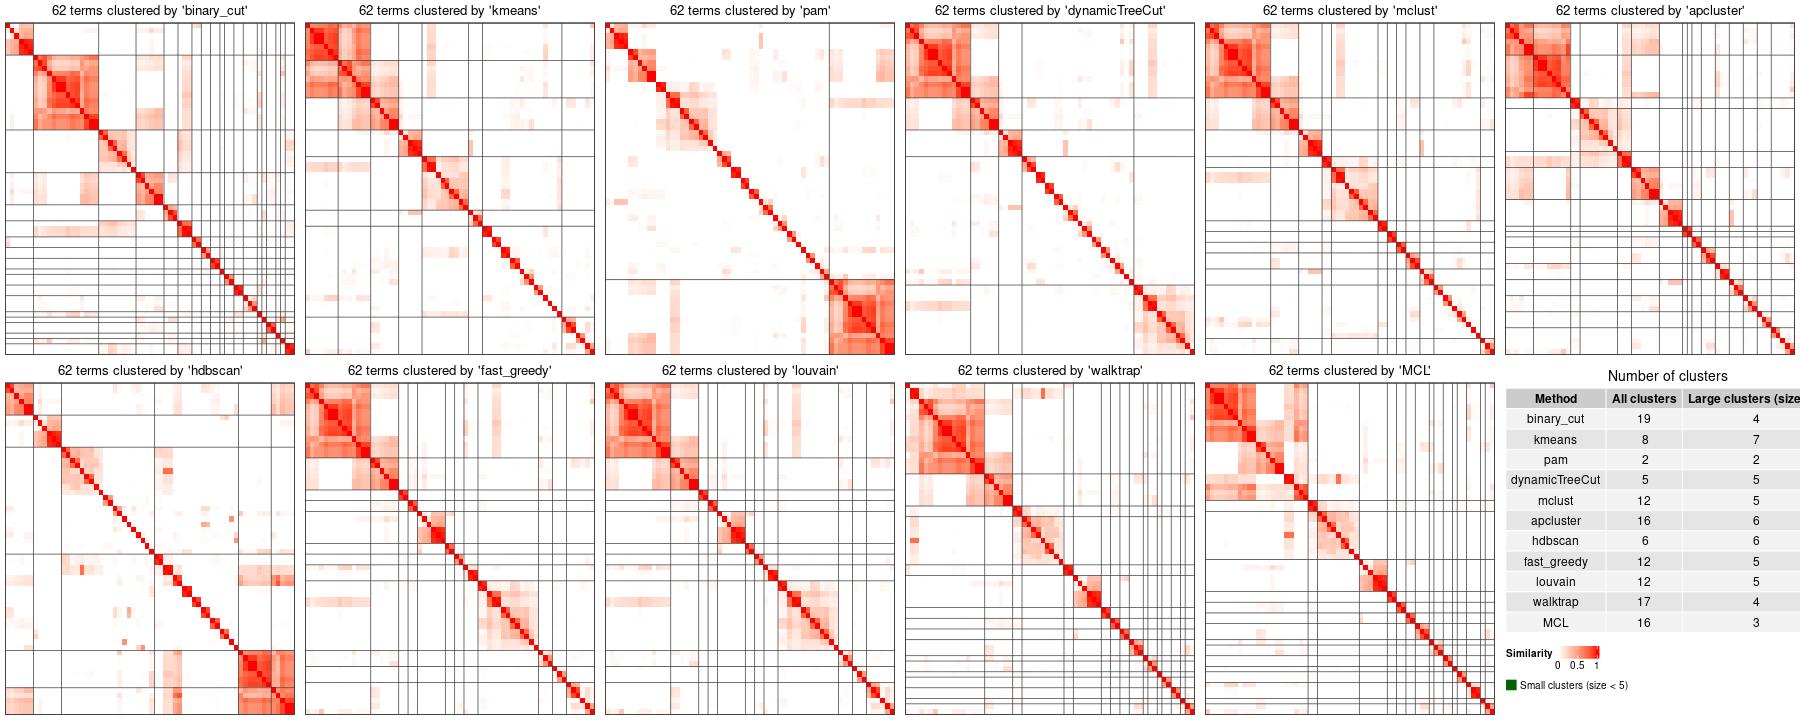 62 terms clustered by 'binary_cut'
62 terms clustered by 'kmeans'
62 terms clustered by 'pam'
62 terms clustered by 'dynamicTreeCut'
62 terms clustered by 'mclust'
62 terms clustered by 'apcluster'
62 terms clustered by 'hdbscan'
62 terms clustered by 'fast_greedy'
62 terms clustered by 'louvain'
62 terms clustered by 'walktrap'
62 terms clustered by 'MCL'
Number of clusters
Method All clusters Large clusters (size
binary_cut 19 4
kmeans 8 7
pam 2 2
dynamicTreeCut 5 5
mclust 12 5
apcluster 16 6
hdbscan 6 6
fast_greedy 12 5
louvain 12 5
walktrap 17 4
MCL 16 3
Similarity
0 0.5 1
Small clusters (size < 5)